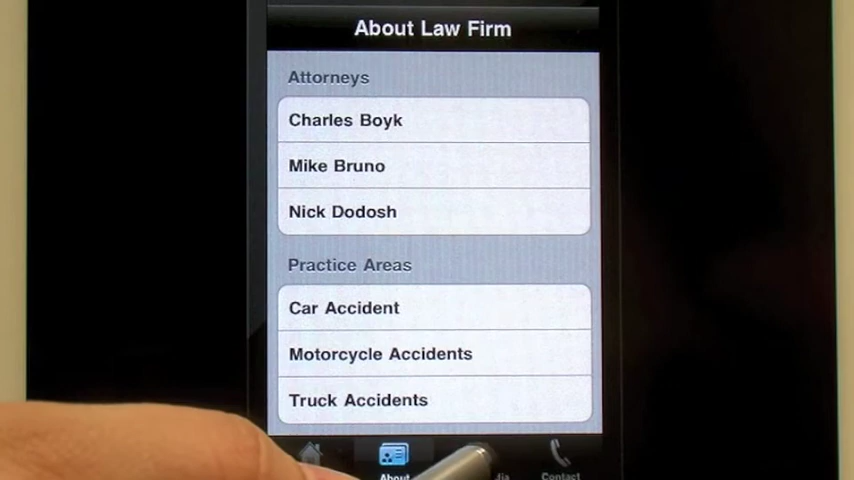 About Law Firm
Attorneys
Charles Boyk
Mike Bruno
Nick Dodosh
Practice Areas
Car Accident
Motorcycle Accidents
Truck Accidents
About
Contact